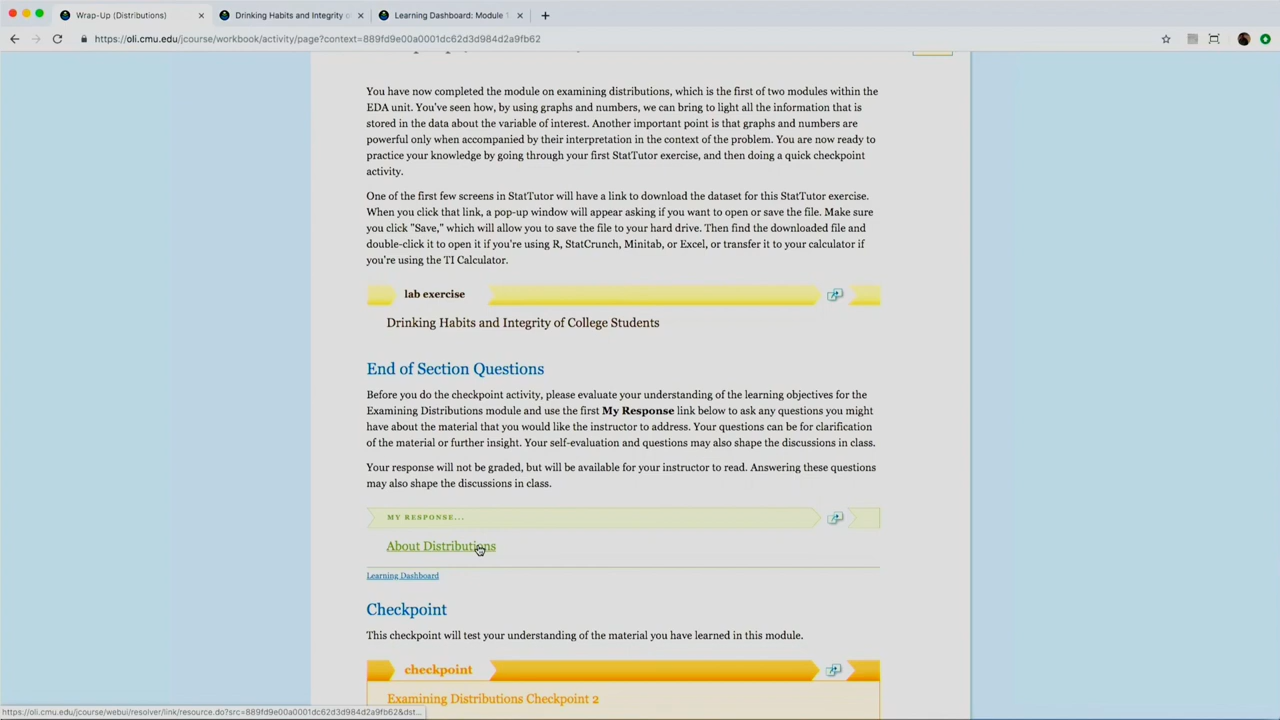 Wrap-Up (Distributions)
Drinking Habits and Integrity o
Learning Dashboard: Module 1
https://oli.cmu.edu/jcourse/workbook/activity/page?context=889fd9e00a0001dc62d3d984d2a9fb62
You have now completed the module on examining distributions, which is the first of two modules within the
EDA unit. You've seen how, by using graphs and numbers, we can bring to light all the information that is
stored in the data about the variable of interest. Another important point is that graphs and numbers are
powerful only when accompanied by their interpretation in the context of the problem. You are now ready to
practice your knowledge by going through your first StatTutor exercise, and then doing a quick checkpoint
activity.
One of the first few screens in StatTutor will have a link to download the dataset for this StatTutor exercise.
When you click that link, a pop-up window will appear asking if you want to open or save the file. Make sure
you click "Save," which will allow you to save the file to your hard drive. Then find the downloaded file and
double-click it to open it if you're using R, StatCrunch, Minitab, or Excel, or transfer it to your calculator if
you're using the TI Calculator.
lab exercise
Drinking Habits and Integrity of College Students
End of Section Questions
Before you do the checkpoint activity, please evaluate your understanding of the learning objectives for the
Examining Distributions module and use the first My Response link below to ask any questions you might
have about the material that you would like the instructor to address. Your questions can be for clarification
of the material or further insight. Your self-evaluation and questions may also shape the discussions in class.
Your response will not be graded, but will be available for your instructor to read. Answering these questions
may also shape the discussions in class.
MY RESPONSE...
About Distributions
Learning Dashboard
Checkpoint
This checkpoint will test your understanding of the material you have learned in this module.
checkpoint
Examining Distributions Checkpoint 2
https://oli.cmu.edu/jcourse/webui/resolver/link/resource.do?src=889fd9e00a0001dc62d3d984d2a9fb62&dst...